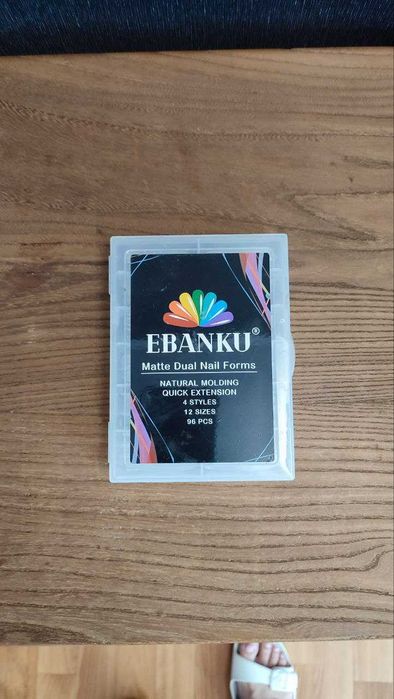 EBANKU®
Matte Dual Nail Forms
NATURAL MOLDING
QUICK EXTENSION
4 STYLES
12 SIZES
96 PCS